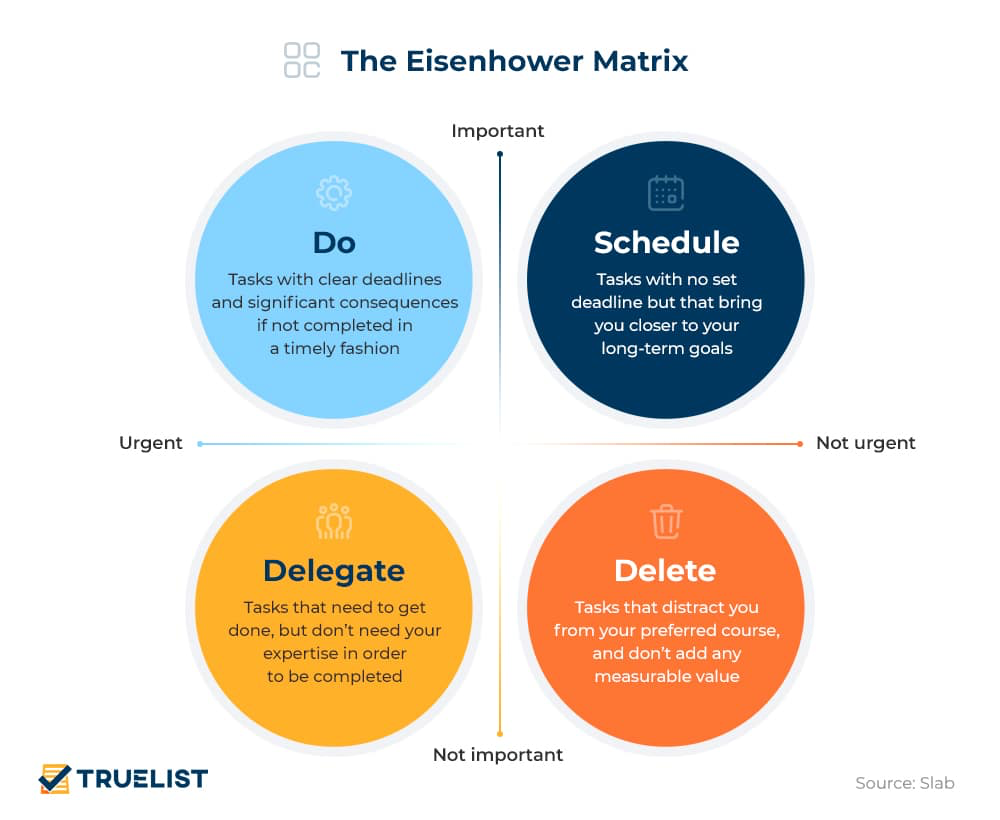 The Eisenhower Matrix
Important
Do
Tasks with clear deadlines
and significant consequences
if not completed in
a timely fashion
Schedule
Tasks with no set
deadline but that bring
you closer to your
long-term goals
Urgent
Not urgent
Delegate
Tasks that need to get
done, but don’t need your
expertise in order
to be completed
Delete
Tasks that distract you
from your preferred course,
and don’t add any
measurable value
Not important
TRUELIST
Source: Slab